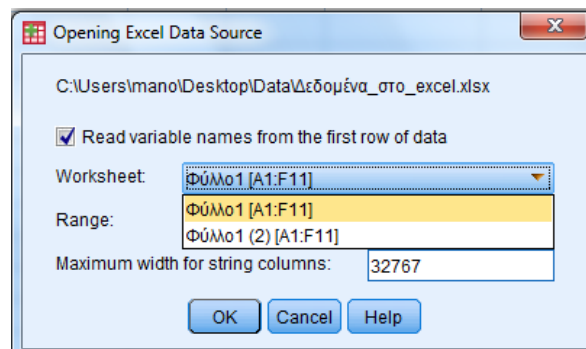 Opening Excel Data Source
C:\Users\mano\Desktop\Data\Δεδομένα_στο_excel.xlsx
Read variable names from the first row of data
Worksheet: Φύλλο1 [A1:F11]
Φύλλο1 [A1:F11]
Range:
Φύλλο1 (2) [A1:F11]
Maximum width for string columns: 32767
OK Cancel Help